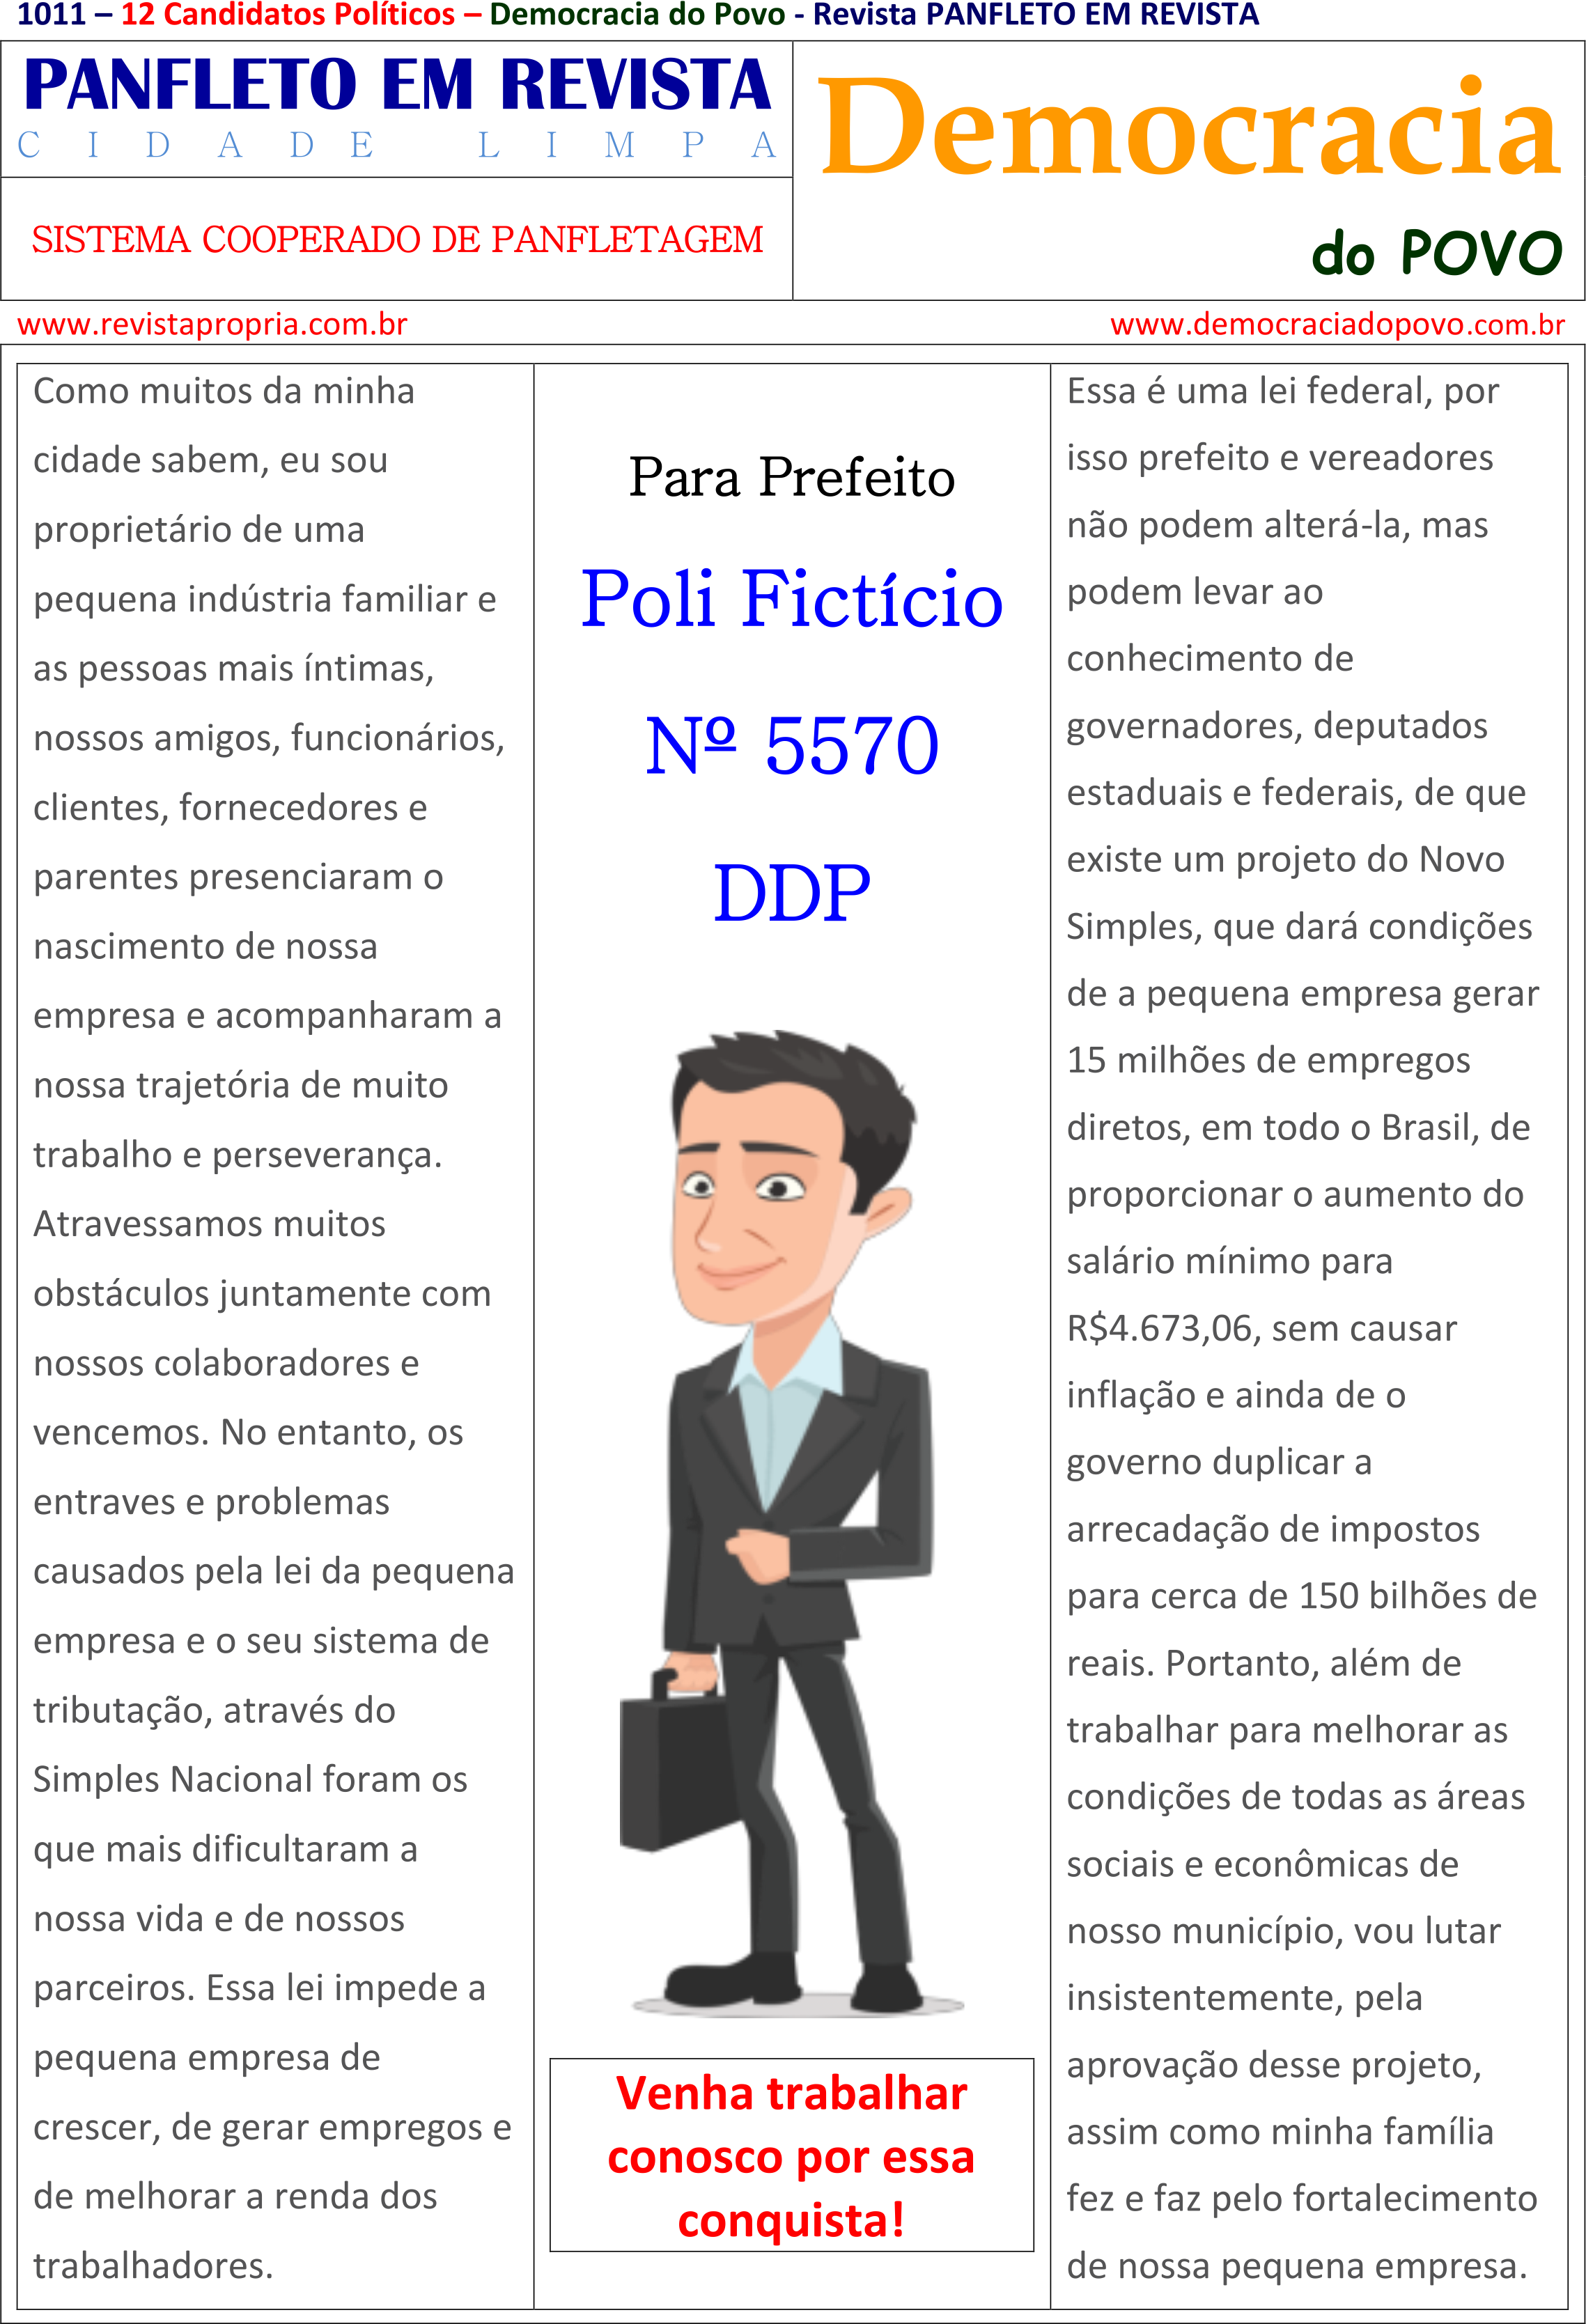 1011 – 12 Candidatos Políticos – Democracia do Povo - Revista PANFLETO EM REVISTA
PANFLETO EM REVISTA
CIDADE LIMPA
SISTEMA COOPERADO DE PANFLETAGEM
Democracia
do POVO
www.revistapropria.com.br
www.democraciadopovo.com.br
Como muitos da minha
cidade sabem, eu sou
proprietário de uma
pequena indústria familiar e
as pessoas mais íntimas,
nossos amigos, funcionários,
clientes, fornecedores e
parentes presenciaram o
nascimento de nossa
empresa e acompanharam a
nossa trajetória de muito
trabalho e perseverança.
Atravessamos muitos
obstáculos juntamente com
nossos colaboradores e
vencemos. No entanto, os
entraves e problemas
causados pela lei da pequena
empresa e o seu sistema de
tributação, através do
Simples Nacional foram os
que mais dificultaram a
nossa vida e de nossos
parceiros. Essa lei impede a
pequena empresa de
crescer, de gerar empregos e
de melhorar a renda dos
trabalhadores.
Para Prefeito
Poli Fictício
Nº 5570
DDP
Venha trabalhar
conosco por essa
conquista!
Essa é uma lei federal, por
isso prefeito e vereadores
não podem alterá-la, mas
podem levar ao
conhecimento de
governadores, deputados
estaduais e federais, de que
existe um projeto do Novo
Simples, que dará condições
de a pequena empresa gerar
15 milhões de empregos
diretos, em todo o Brasil, de
proporcionar o aumento do
salário mínimo para
R$4.673,06, sem causar
inflação e ainda de o
governo duplicar a
arrecadação de impostos
para cerca de 150 bilhões de
reais. Portanto, além de
trabalhar para melhorar as
condições de todas as áreas
sociais e econômicas de
nosso município, vou lutar
insistentemente, pela
aprovação desse projeto,
assim como minha família
fez e faz pelo fortalecimento
de nossa pequena empresa.